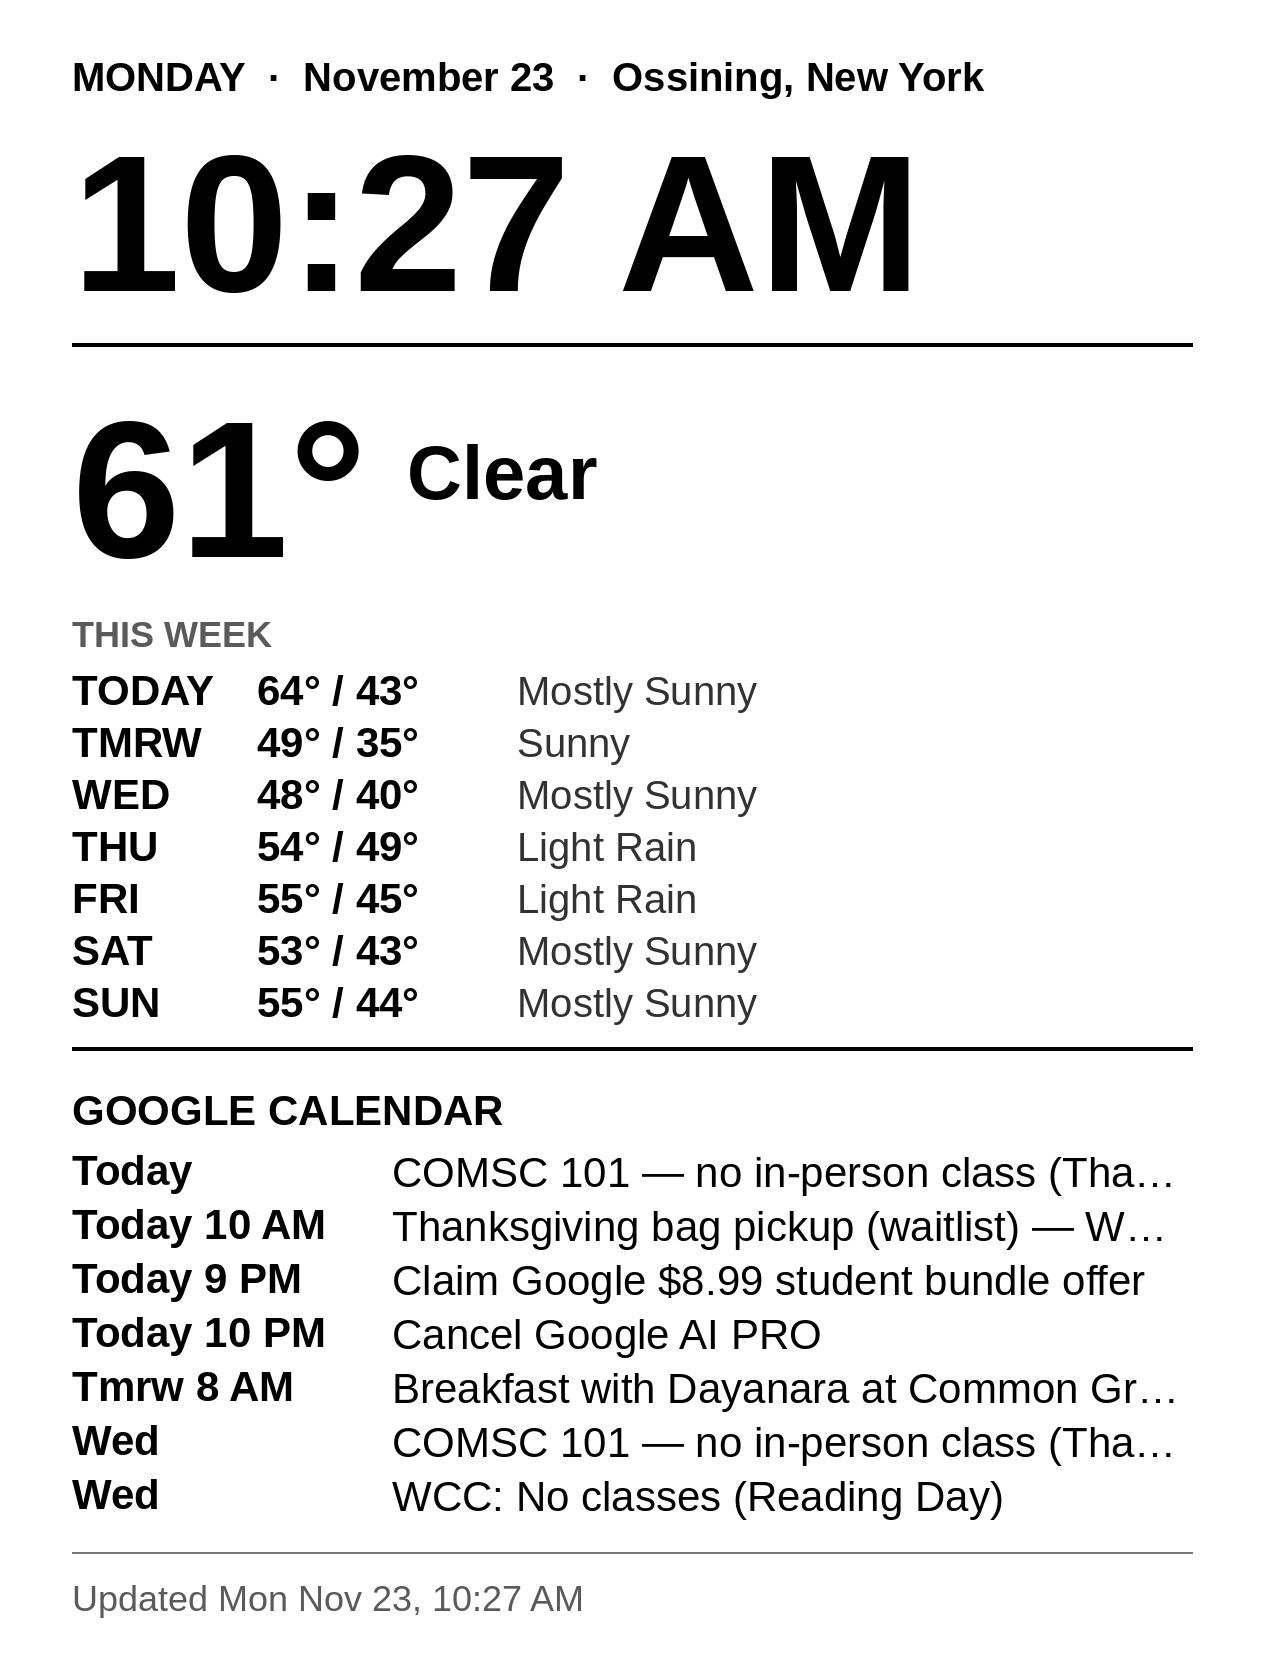 MONDAY · November 23 · Ossining, New York
10:27 AM
61° Clear
THIS WEEK
TODAY 64° / 43° Mostly Sunny
TMRW 49° / 35° Sunny
WED 48° / 40° Mostly Sunny
THU 54° / 49° Light Rain
FRI 55° / 45° Light Rain
SAT 53° / 43° Mostly Sunny
SUN 55° / 44° Mostly Sunny
GOOGLE CALENDAR
Today COMSC 101 — no in-person class (Tha…
Today 10 AM Thanksgiving bag pickup (waitlist) — W…
Today 9 PM Claim Google $8.99 student bundle offer
Today 10 PM Cancel Google AI PRO
Tmrw 8 AM Breakfast with Dayanara at Common Gr…
Wed COMSC 101 — no in-person class (Tha…
Wed WCC: No classes (Reading Day)
Updated Mon Nov 23, 10:27 AM